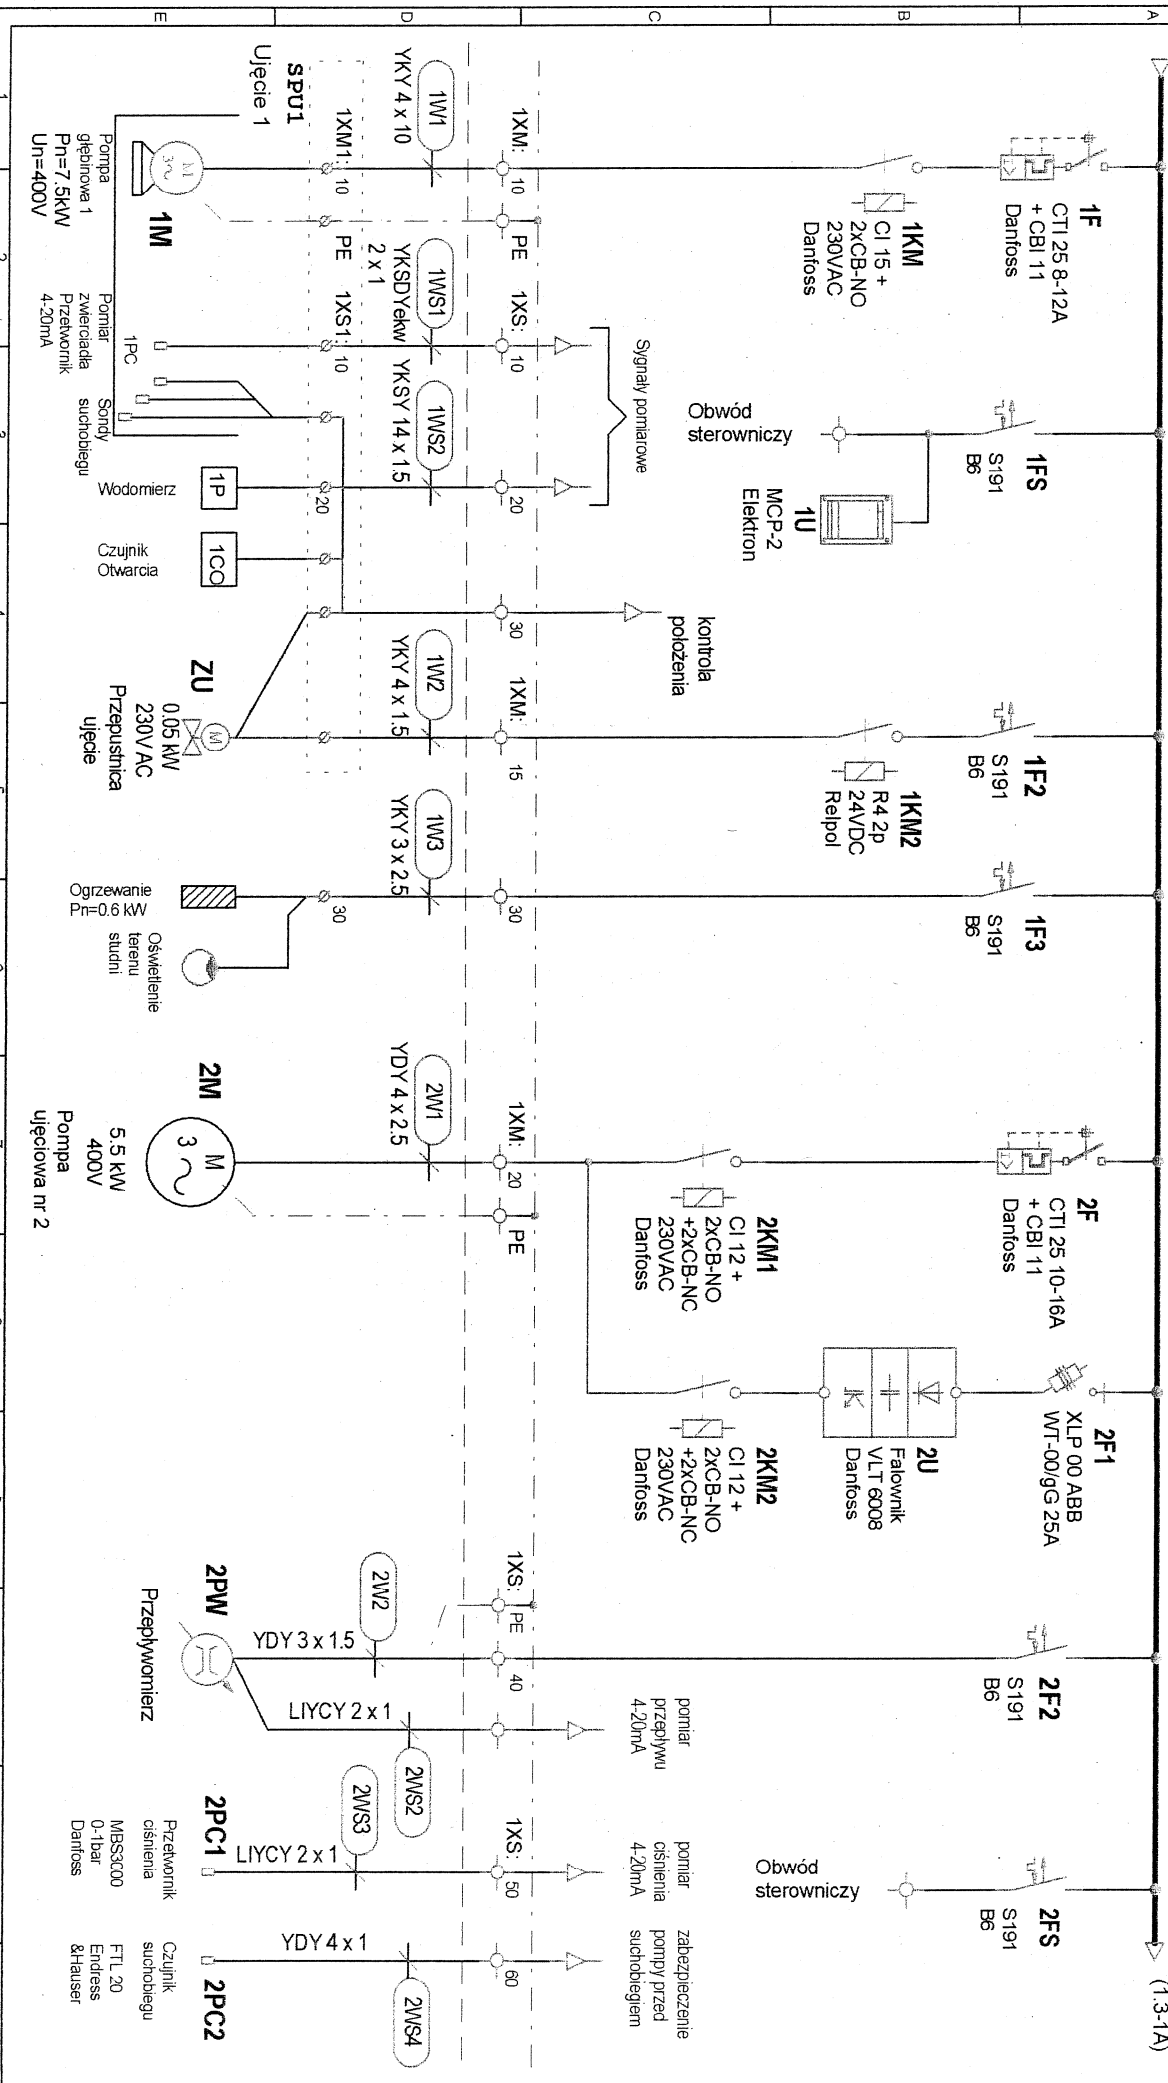 A
B
C
D
E
1
2
3
4
(1.3-1A)
1F
CTI 25 8-12A
+ CBI 11
Danfoss
1KM
CI 15 +
2xCB-NO
230VAC
Danfoss
1FS
S191
B6
Obwód
sterowniczy
1U
MCP-2
Elektron
1F2
S191
B6
1KM2
R4 2p
24VDC
Relpol
1F3
S191
B6
2F
CTI 25 10-16A
+ CBI 11
Danfoss
2KM1
CI 12 +
2xCB-NO
+2xCB-NC
230VAC
Danfoss
2F1
XLP 00 ABB
WT-00/gG 25A
2U
Falownik
VLT 6008
Danfoss
2KM2
CI 12 +
2xCB-NO
+2xCB-NC
230VAC
Danfoss
2F2
S191
B6
2FS
S191
B6
Obwód
sterowniczy
Sygnały pomiarowe
kontrola
położenia
pomiar
przepływu
4-20mA
pomiar
ciśnienia
4-20mA
zabezpieczenie
pompy przed
suchobiegiem
1XM:
10
PE
1XS:
10
20
30
1XM:
15
30
1XM:
20
PE
1XS:
PE
40
1XS:
50
60
1W1
YKY 4 x 10
1WS1
YKSDYekw
2 x 1
1WS2
YKSY 14 x 1.5
1W2
YKY 4 x 1.5
1W3
YKY 3 x 2.5
2W1
YDY 4 x 2.5
2W2
YDY 3 x 1.5
2WS2
LIYCY 2 x 1
2WS3
LIYCY 2 x 1
2WS4
YDY 4 x 1
1XM1:
10
PE
1XS1:
10
20
30
SPU1
Ujęcie 1
1M
M
3
Pompa
głębinowa 1
Pn=7.5kW
Un=400V
1PC
Pomiar
zwierciadła
Przetwornik
4-20mA
Sondy
suchobiegu
1P
Wodomierz
1CO
Czujnik
Otwarcia
ZU
M
0.05 kW
230V AC
Przepustnica
ujęcie
Ogrzewanie
Pn=0.6 kW
Oświetlenie
terenu
studni
2M
M
3
5.5 kW
400V
Pompa
ujęciowa nr 2
2PW
Przepływomierz
2PC1
Przetwornik
ciśnienia
MBS3000
0-1bar
Danfoss
2PC2
Czujnik
suchobiegu
FTL 20
Endress
&Hauser